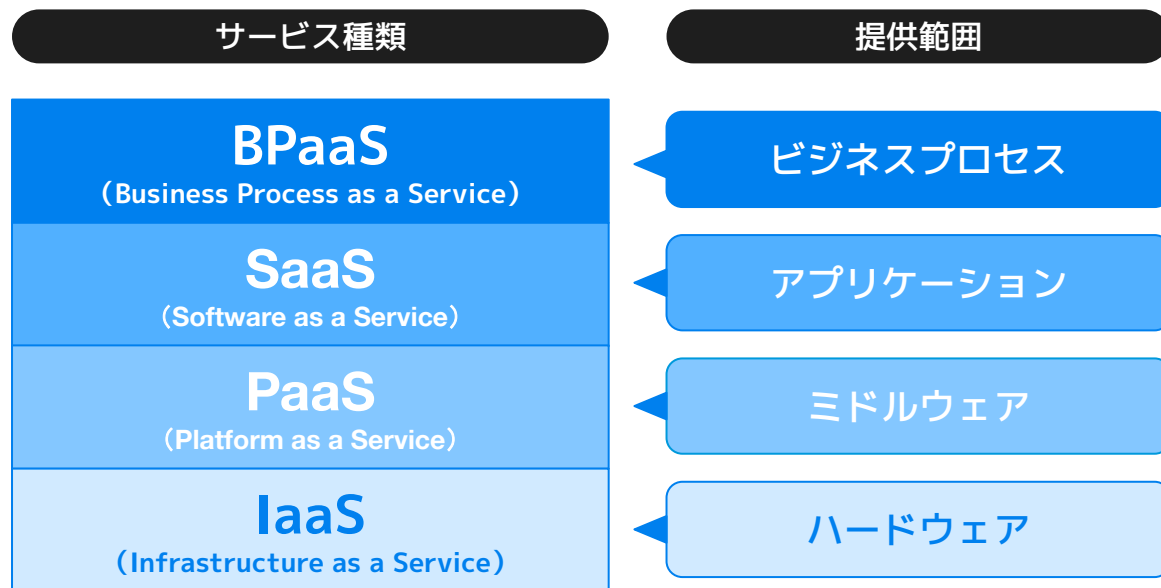 サービス種類
提供範囲
BPaaS
（Business Process as a Service）
ビジネスプロセス
SaaS
（Software as a Service）
アプリケーション
PaaS
（Platform as a Service）
ミドルウェア
IaaS
（Infrastructure as a Service）
ハードウェア